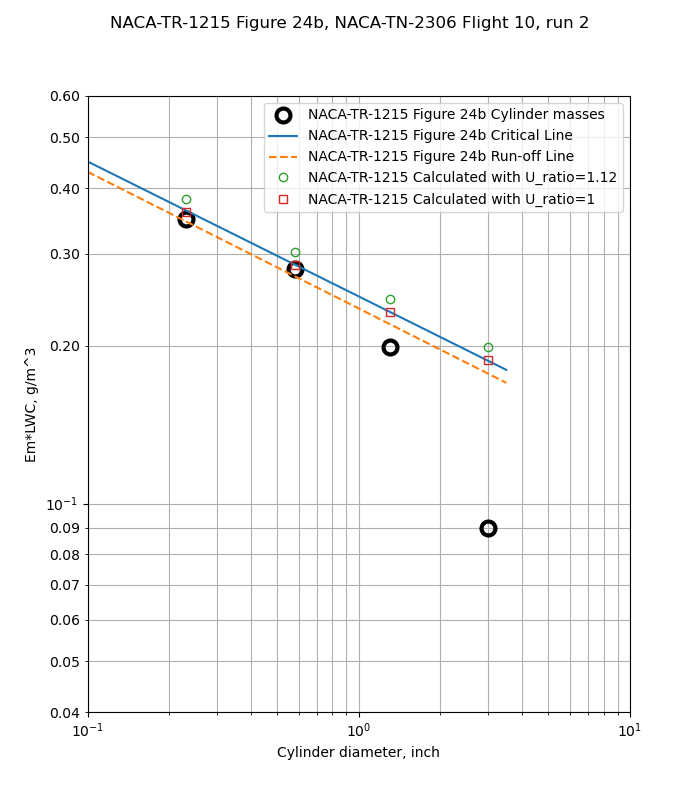 NACA-TR-1215 Figure 24b, NACA-TN-2306 Flight 10, run 2
NACA-TR-1215 Figure 24b Cylinder masses
NACA-TR-1215 Figure 24b Critical Line
NACA-TR-1215 Figure 24b Run-off Line
NACA-TR-1215 Calculated with U_ratio=1.12
NACA-TR-1215 Calculated with U_ratio=1
Em*LWC, g/m^3
0.60
0.50
0.40
0.30
0.20
10⁻¹
0.09
0.08
0.07
0.06
0.05
0.04
10⁻¹ 10⁰ 10¹
Cylinder diameter, inch